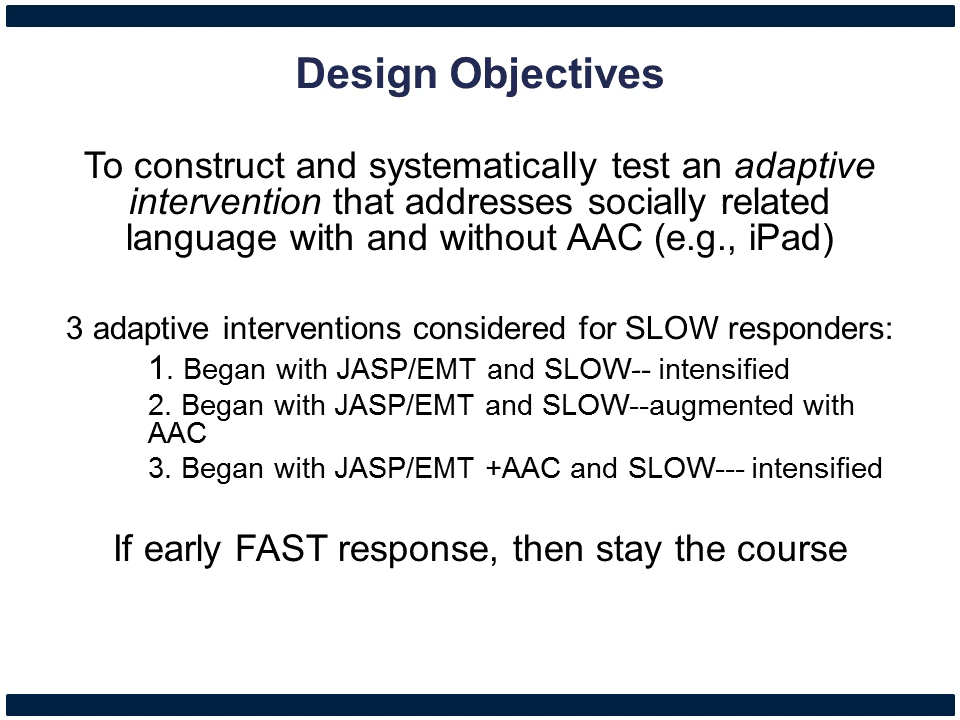 Design Objectives
To construct and systematically test an adaptive
intervention that addresses socially related
language with and without AAC (e.g., iPad)
3 adaptive interventions considered for SLOW responders:
1. Began with JASP/EMT and SLOW-- intensified
2. Began with JASP/EMT and SLOW--augmented with
AAC
3. Began with JASP/EMT +AAC and SLOW--- intensified
If early FAST response, then stay the course